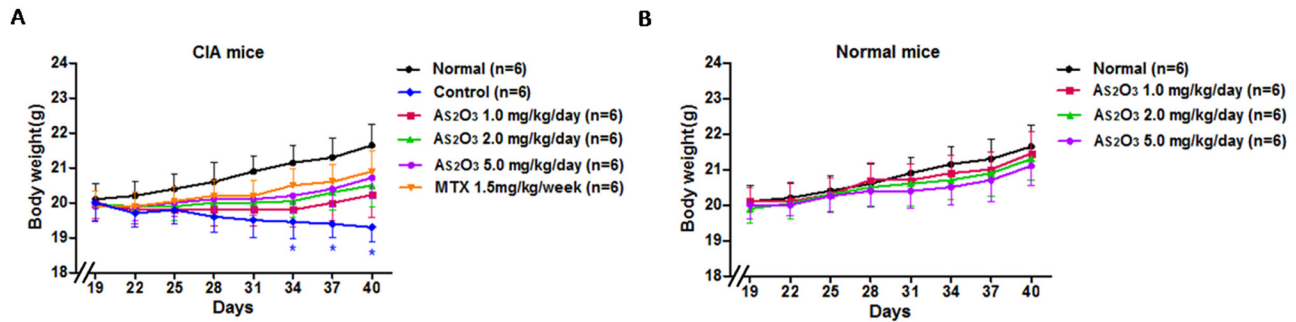 A
CIA mice
Body weight(g)
24
23
22
21
20
19
18
19 22 25 28 31 34 37 40
Days
* * *
Normal (n=6)
Control (n=6)
As₂O₃ 1.0 mg/kg/day (n=6)
As₂O₃ 2.0 mg/kg/day (n=6)
As₂O₃ 5.0 mg/kg/day (n=6)
MTX 1.5mg/kg/week (n=6)
B
Normal mice
Body weight(g)
24
23
22
21
20
19
18
19 22 25 28 31 34 37 40
Days
Normal (n=6)
As₂O₃ 1.0 mg/kg/day (n=6)
As₂O₃ 2.0 mg/kg/day (n=6)
As₂O₃ 5.0 mg/kg/day (n=6)